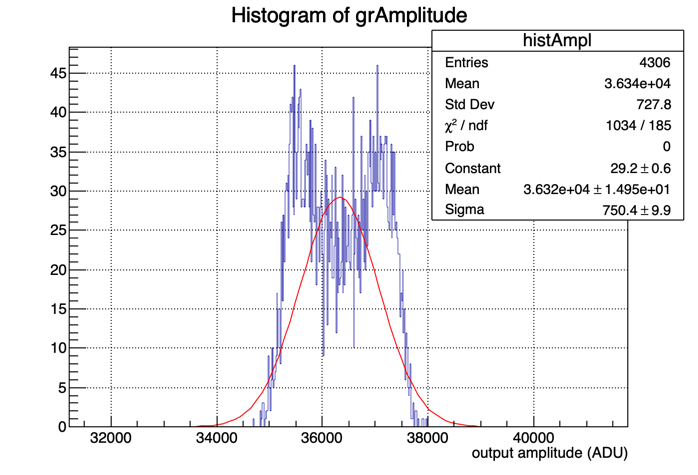 Histogram of grAmplitude
histAmpl
Entries 4306
Mean 3.634e+04
Std Dev 727.8
χ² / ndf 1034 / 185
Prob 0
Constant 29.2 ± 0.6
Mean 3.632e+04 ± 1.495e+01
Sigma 750.4 ± 9.9
45
40
35
30
25
20
15
10
5
0
32000 34000 36000 38000 40000
output amplitude (ADU)